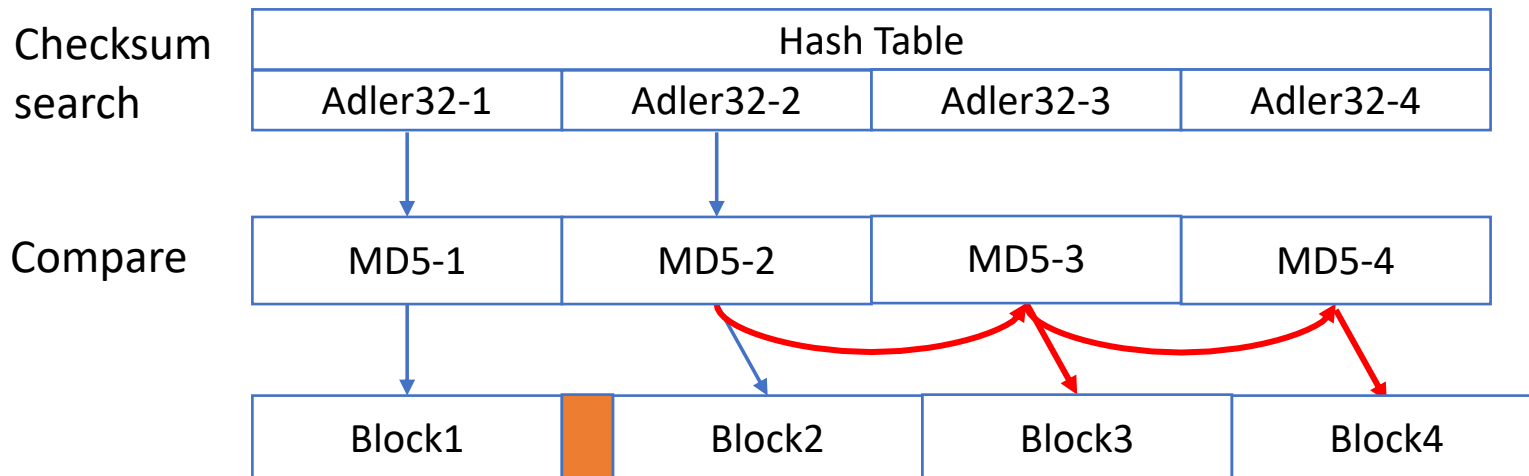 Checksum
search
Hash Table
Adler32-1 Adler32-2 Adler32-3 Adler32-4
Compare
MD5-1 MD5-2 MD5-3 MD5-4
Block1 Block2 Block3 Block4